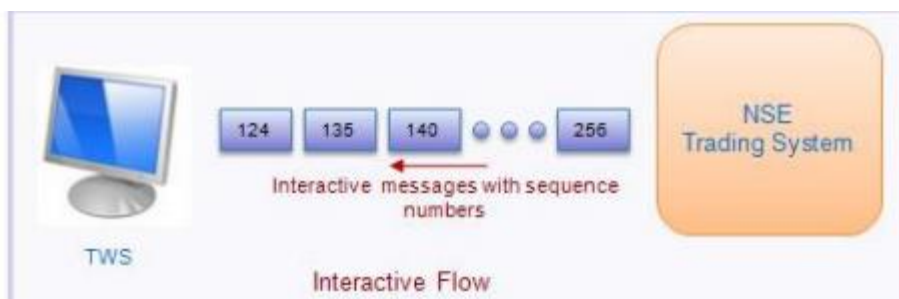 124 135 140 256
NSE
Trading System
Interactive messages with sequence
numbers
TWS
Interactive Flow